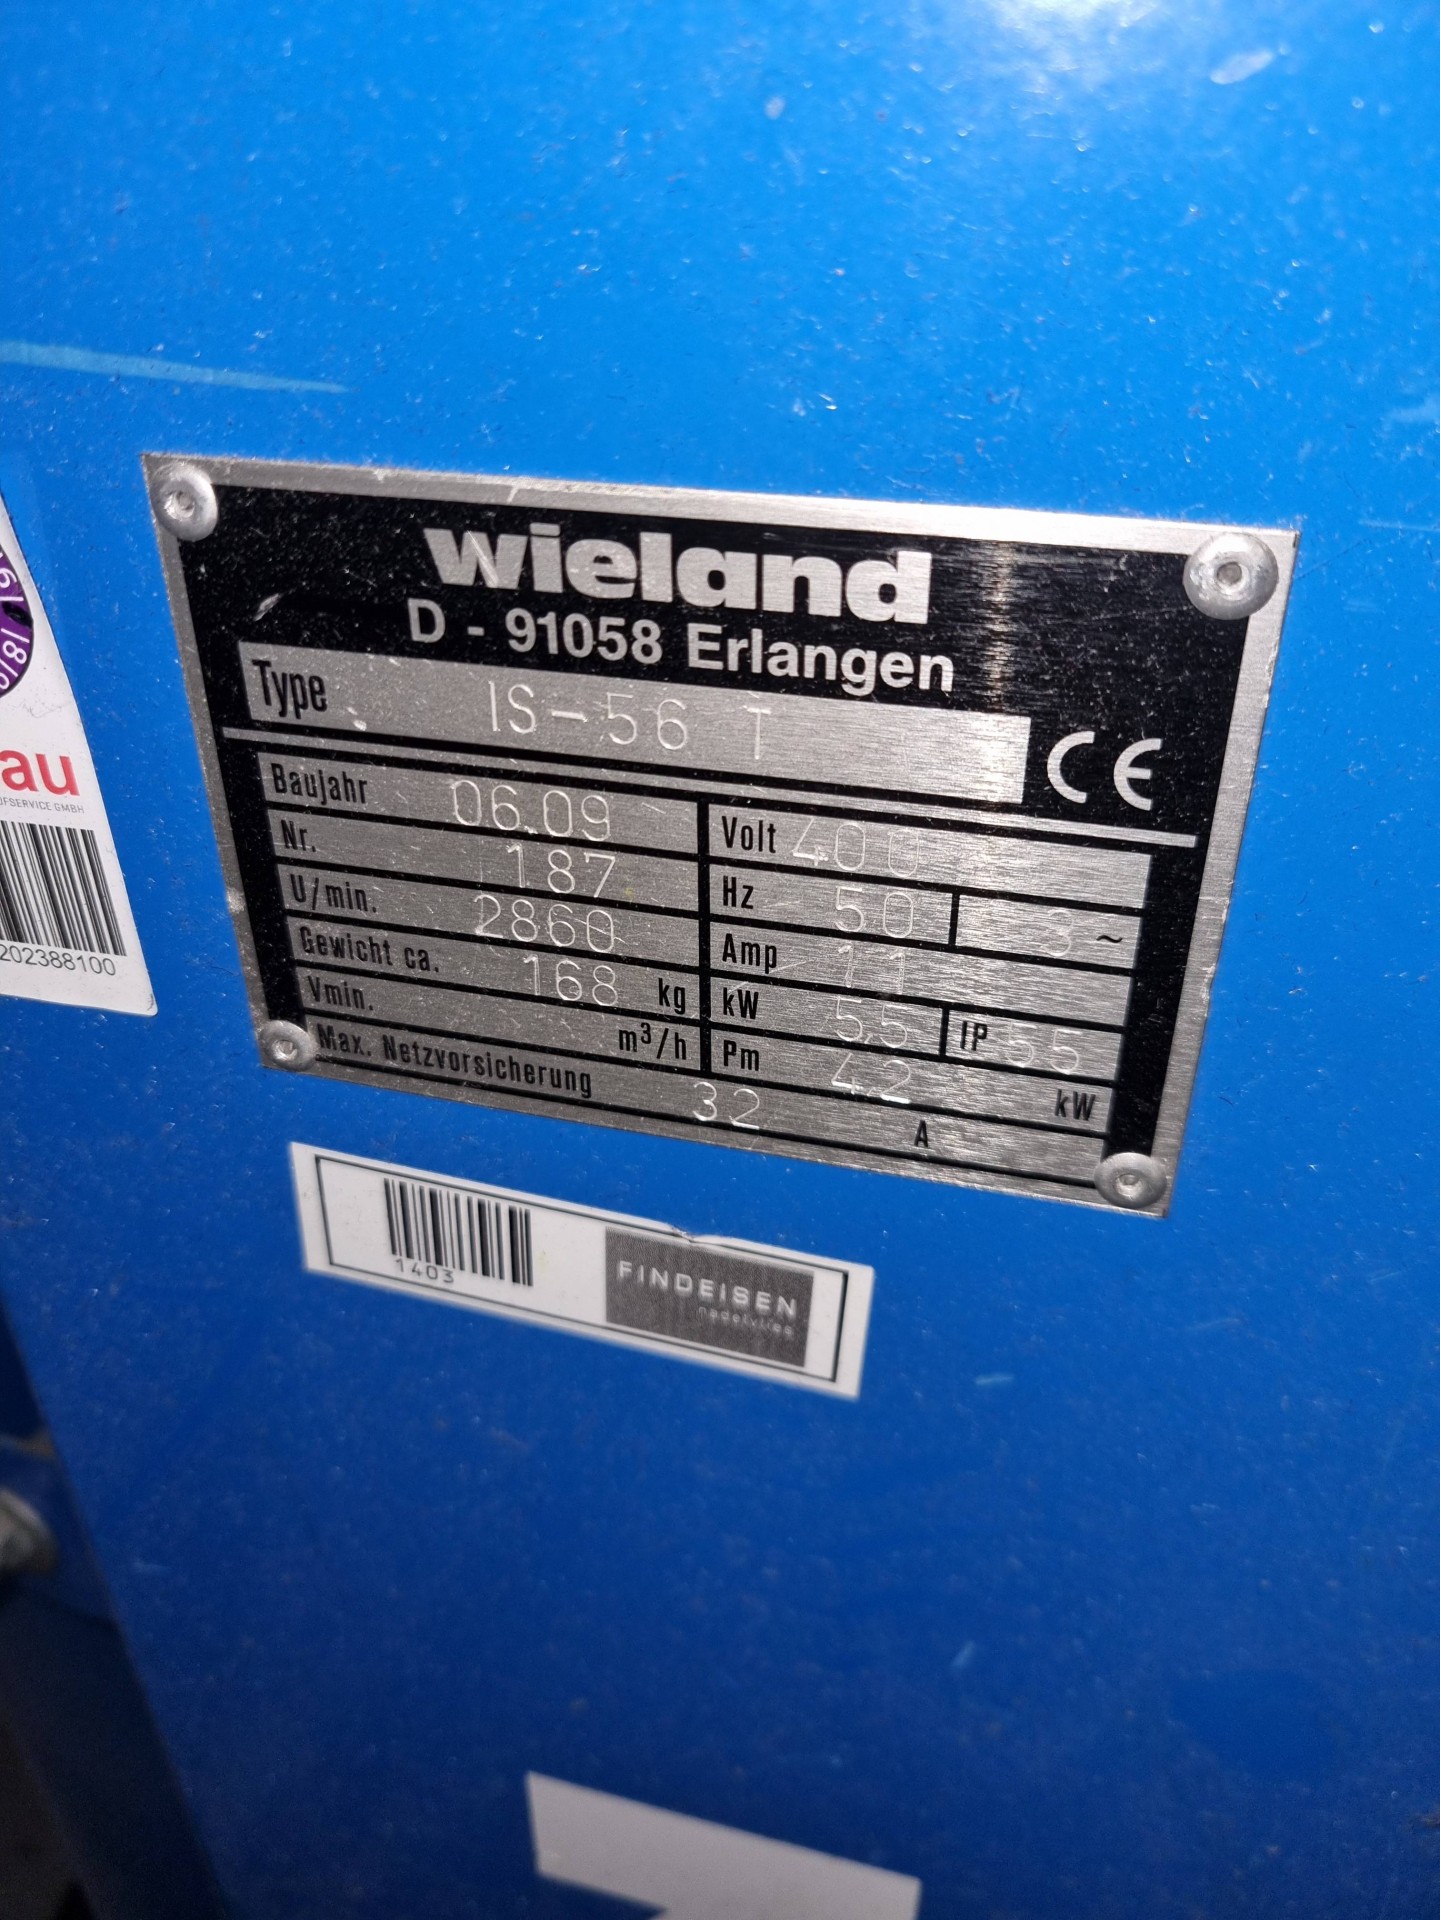 wieland
D - 91058 Erlangen
Type IS-56 T
CE
Baujahr 06.09
Nr. 187
U/min. 2860
Gewicht ca. 168 kg
Vmin. m³/h
Volt 400
Hz 50 3 ~
Amp 11
kW 5,5 IP 55
Pm 4,2 kW
Max. Netzvorsicherung 32 A
au
UFSERVICE GMBH
202388100
1403
FINDEISEN